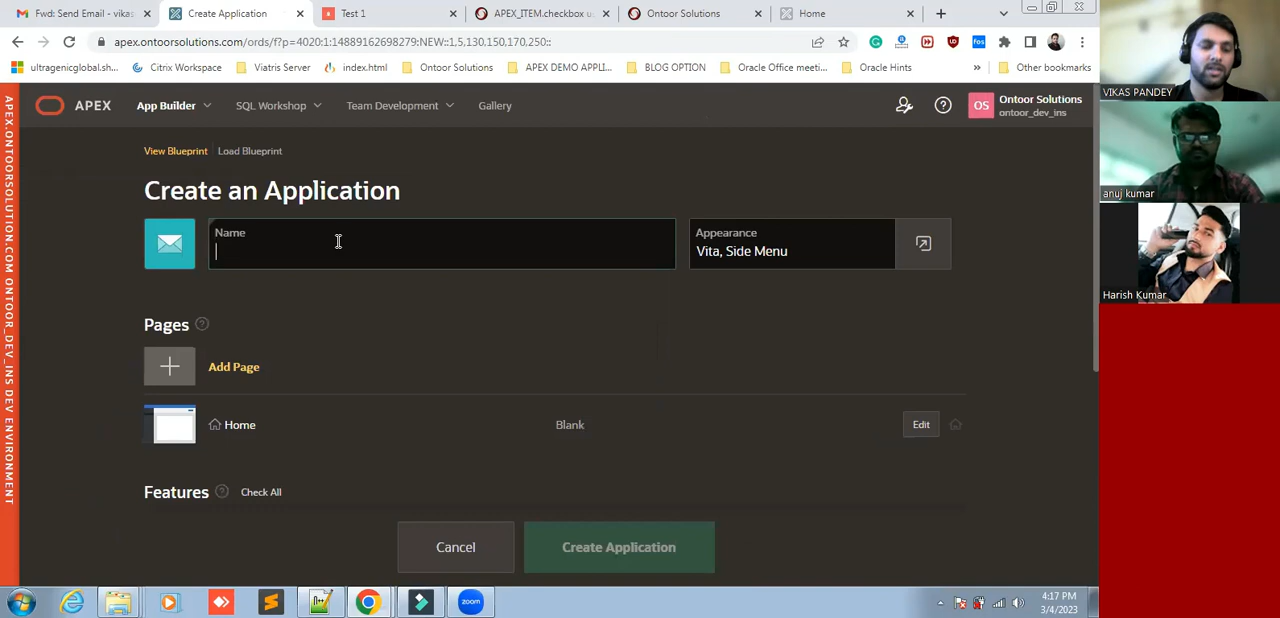 Fwd: Send Email - vikas
Create Application
Test 1
APEX_ITEM.checkbox us
Ontoor Solutions
Home
apex.ontoorsolutions.com/ords/f?p=4020:1:14889162698279:NEW::1,5,130,150,170,250::
ultragenicglobal.sh...
Citrix Workspace
Viatris Server
incrx.html
Ontoor Solutions
APEX DEMO APPLI...
BLOG OPTION
Oracle Office meeti...
Oracle Hints
»
Other bookmarks
APEX
App Builder
SQL Workshop
Team Development
Gallery
OS
Ontoor Solutions
ontoor_dev_ins
View Blueprint
Load Blueprint
Create an Application
Name
Appearance
Vita, Side Menu
Pages
Add Page
Home
Blank
Edit
Features
Check All
Cancel
Create Application
APEX.ONTOORSOLUTION.COM ONTOOR_DEV_INS DEV ENVIRONMENT
VIKAS PANDEY
anuj kumar
Harish Kumar
zoom
4:17 PM
3/4/2023